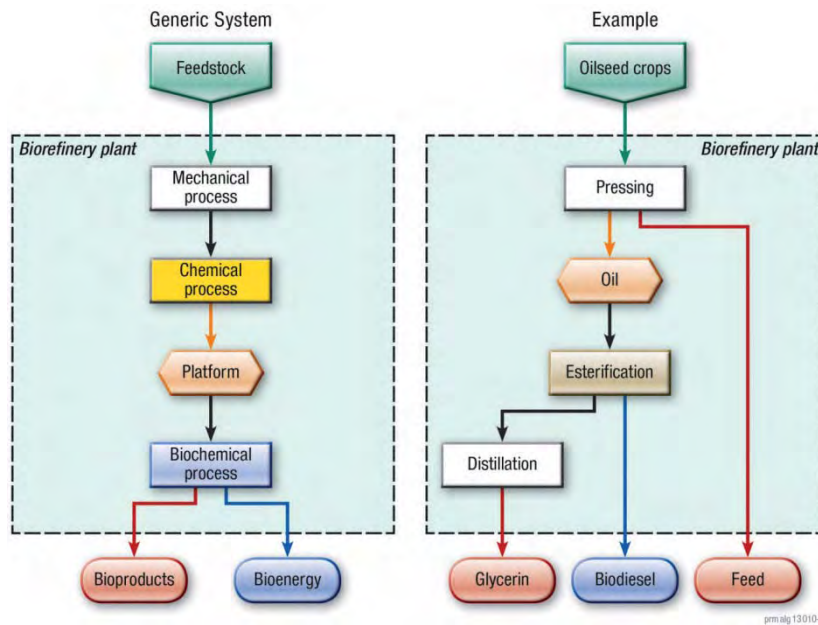 Generic System
Example
Feedstock
Oilseed crops
Biorefinery plant
Biorefinery plant
Mechanical
process
Pressing
Chemical
process
Oil
Platform
Esterification
Biochemical
process
Distillation
Bioproducts
Bioenergy
Glycerin
Biodiesel
Feed